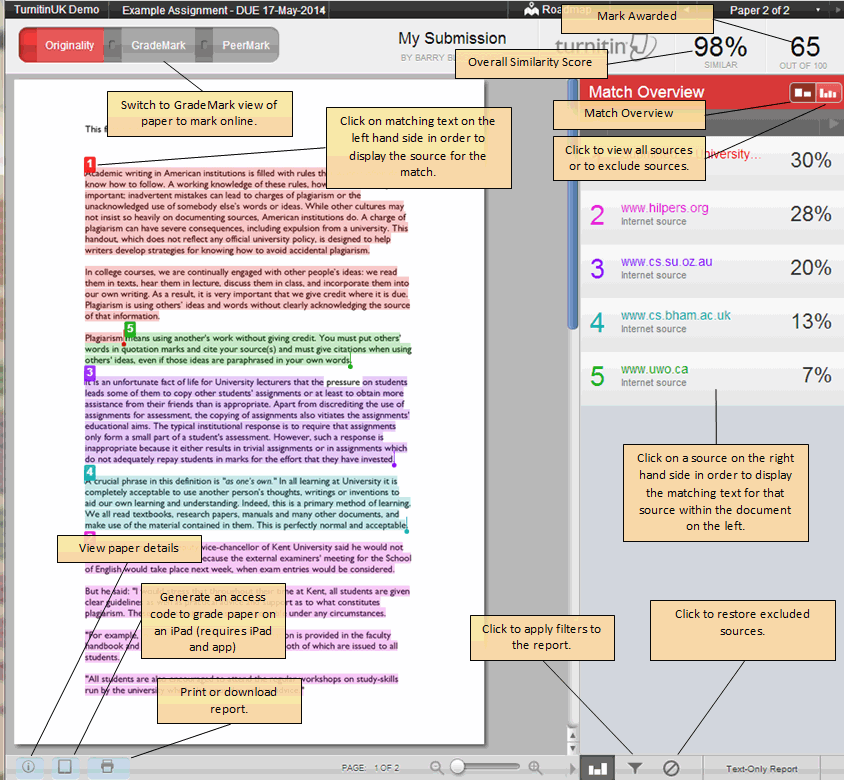 TurnitinUK Demo
Example Assignment - DUE 17-May-2014
Roadmap
Paper 2 of 2
Mark Awarded
Originality
GradeMark
PeerMark
My Submission
BY BARRY
turnitin
98%
SIMILAR
65
OUT OF 100
Overall Similarity Score
Match Overview
Switch to GradeMark view of
paper to mark online.
Click on matching text on the
left hand side in order to
display the source for the
match.
Match Overview
Click to view all sources
or to exclude sources.
This
1
Academic writing in American institutions is filled with rules
know how to follow. A working knowledge of these rules,
important; inadvertent mistakes can lead to charges of plagiarism or the
unacknowledged use of somebody else's words or ideas. While other cultures may
not insist so heavily on documenting sources, American institutions do. A charge of
plagiarism can have severe consequences, including expulsion from a university. This
handout, which does not reflect any official university policy, is designed to help
writers develop strategies for knowing how to avoid accidental plagiarism.
In college courses, we are continually engaged with other people's ideas: we read
them in texts, hear them in lecture, discuss them in class, and incorporate them into
our own writing. As a result, it is very important that we give credit where it is due.
Plagiarism is using others' ideas and words without clearly acknowledging the source
of that information.
5
Plagiarism means using another's work without giving credit. You must put others'
words in quotation marks and cite your source(s) and must give citations when using
others' ideas, even if those ideas are paraphrased in your own words.
3
It is an unfortunate fact of life for University lecturers that the pressure on students
leads some of them to copy other students' assignments or at least to obtain more
assistance from their friends than is appropriate. Apart from discrediting the use of
assignments for assessment, the copying of assignments also vitiates the assignments'
educational aims. The typical institutional response is to require that assignments
only form a small part of a student's assessment. However, such a response is
inappropriate because it either results in trivial assignments or in assignments which
do not adequately repay students in marks for the effort that they have invested.
4
A crucial phrase in this definition is "as one's own." In all learning at University it is
completely acceptable to use another person's thoughts, writings or inventions to
aid our own learning and understanding. Indeed, this is a primary method of learning.
We all read textbooks, research papers, manuals and many other documents, and
make use of the material contained in them. This is perfectly normal and acceptable.
View paper details
vice-chancellor of Kent University said he would not
because the external examiners' meeting for the School
of English would take place next week, when exam entries would be considered.
But he said: "I at Kent, all students are given
clear guidelines as to what constitutes
plagiarism. The under any circumstances.
"For example, is provided in the faculty
handbook and both of which are issued to all
students.
"All students are also encouraged to attend the regular workshops on study-skills
run by the university
Generate an access
code to grade paper on
an iPad (requires iPad
and app)
Print or download
report.
University...
30%
2
www.hilpers.org
Internet source
28%
3
www.cs.su.oz.au
Internet source
20%
4
www.cs.bham.ac.uk
Internet source
13%
5
www.uwo.ca
Internet source
7%
Click on a source on the right
hand side in order to display
the matching text for that
source within the document
on the left.
Click to apply filters to
the report.
Click to restore excluded
sources.
PAGE: 1 OF 2
Text-Only Report